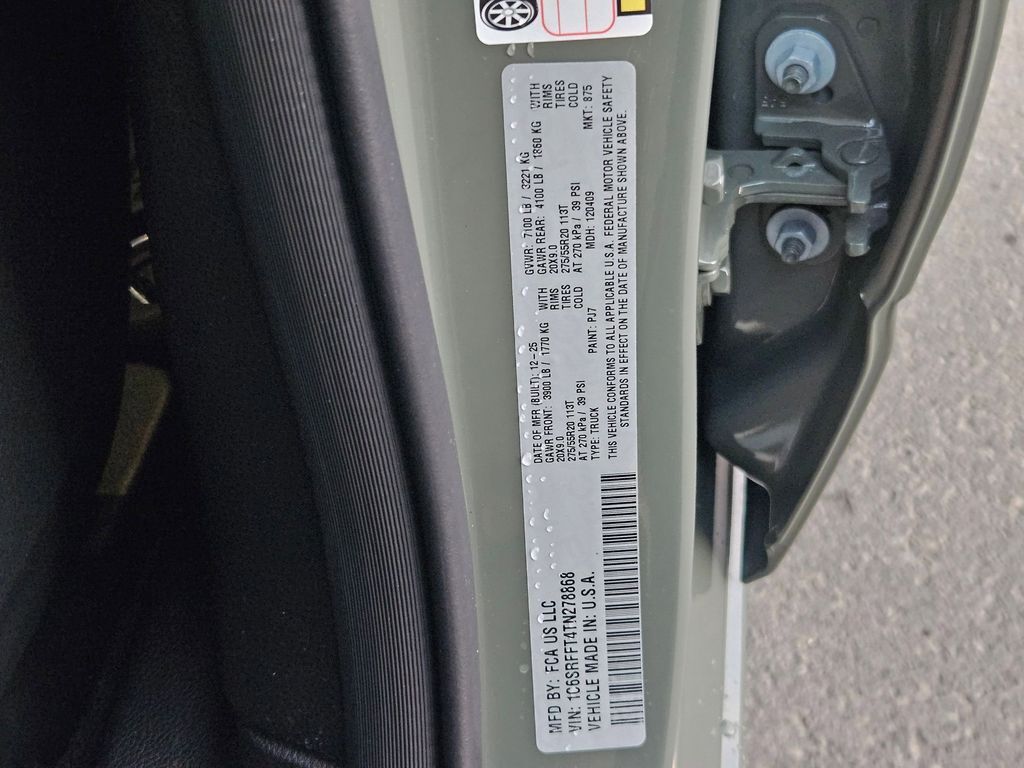 MFD BY: FCA US LLC
VIN: 1C6SRFFT4TN278868
VEHICLE MADE IN: U.S.A.
DATE OF MFR (BUILT): 12-25 GVWR: 7100 LB / 3221 KG
GAWR FRONT: 3900 LB / 1770 KG WITH GAWR REAR: 4100 LB / 1860 KG WITH
20X9.0 RIMS 20X9.0 RIMS
275/55R20 113T TIRES 275/55R20 113T TIRES
AT 270 kPa / 39 PSI COLD AT 270 kPa / 39 PSI COLD
TYPE: TRUCK PAINT: PJ7 MDH: 120409 MKT: 875
THIS VEHICLE CONFORMS TO ALL APPLICABLE U.S.A. FEDERAL MOTOR VEHICLE SAFETY
STANDARDS IN EFFECT ON THE DATE OF MANUFACTURE SHOWN ABOVE.